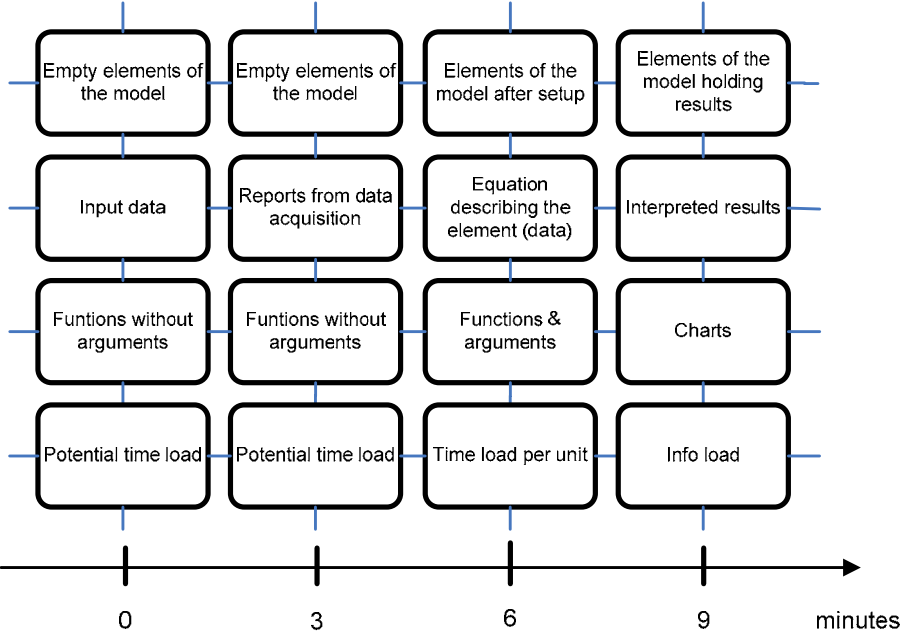 Empty elements of
the model
Empty elements of
the model
Elements of the
model after setup
Elements of the
model holding
results
Input data
Reports from data
acquisition
Equation
describing the
element (data)
Interpreted results
Funtions without
arguments
Funtions without
arguments
Functions &
arguments
Charts
Potential time load
Potential time load
Time load per unit
Info load
0 3 6 9 minutes